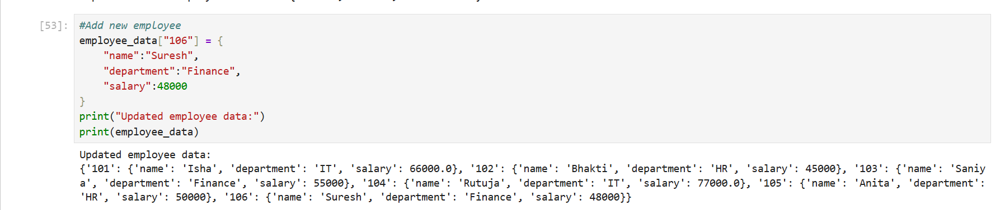 [53]: #Add new employee
employee_data["106"] = {
    "name":"Suresh",
    "department":"Finance",
    "salary":48000
}
print("Updated employee data:")
print(employee_data)
Updated employee data:
{'101': {'name': 'Isha', 'department': 'IT', 'salary': 66000.0}, '102': {'name': 'Bhakti', 'department': 'HR', 'salary': 45000}, '103': {'name': 'Saniy
a', 'department': 'Finance', 'salary': 55000}, '104': {'name': 'Rutuja', 'department': 'IT', 'salary': 77000.0}, '105': {'name': 'Anita', 'department':
'HR', 'salary': 50000}, '106': {'name': 'Suresh', 'department': 'Finance', 'salary': 48000}}